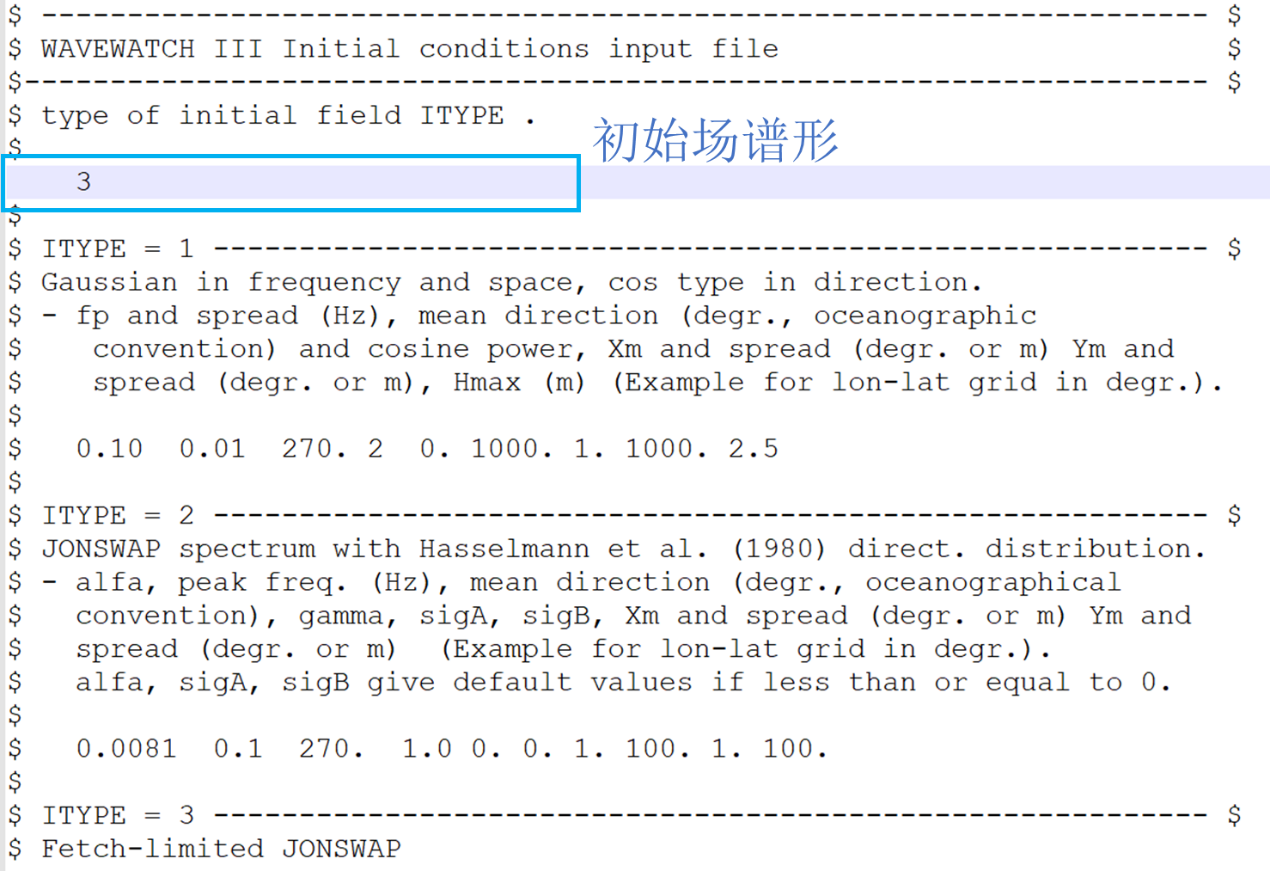 $ ---------------------------------------------------------------------- $
$ WAVEWATCH III Initial conditions input file $
$---------------------------------------------------------------------- $
$ type of initial field ITYPE .
$
初始场谱形
3
$
$ ITYPE = 1 ---------------------------------------------------------- $
$ Gaussian in frequency and space, cos type in direction.
$ - fp and spread (Hz), mean direction (degr., oceanographic
$ convention) and cosine power, Xm and spread (degr. or m) Ym and
$ spread (degr. or m), Hmax (m) (Example for lon-lat grid in degr.).
$
$ 0.10 0.01 270. 2 0. 1000. 1. 1000. 2.5
$
$ ITYPE = 2 ---------------------------------------------------------- $
$ JONSWAP spectrum with Hasselmann et al. (1980) direct. distribution.
$ - alfa, peak freq. (Hz), mean direction (degr., oceanographical
$ convention), gamma, sigA, sigB, Xm and spread (degr. or m) Ym and
$ spread (degr. or m) (Example for lon-lat grid in degr.).
$ alfa, sigA, sigB give default values if less than or equal to 0.
$
$ 0.0081 0.1 270. 1.0 0. 0. 1. 100. 1. 100.
$
$ ITYPE = 3 ---------------------------------------------------------- $
$ Fetch-limited JONSWAP